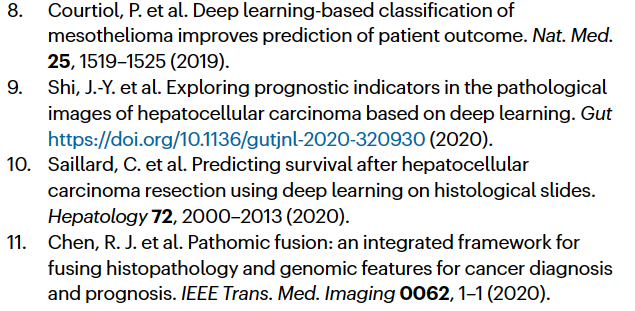 8. Courtiol, P. et al. Deep learning-based classification of
mesothelioma improves prediction of patient outcome. Nat. Med.
25, 1519–1525 (2019).
9. Shi, J.-Y. et al. Exploring prognostic indicators in the pathological
images of hepatocellular carcinoma based on deep learning. Gut
https://doi.org/10.1136/gutjnl-2020-320930 (2020).
10. Saillard, C. et al. Predicting survival after hepatocellular
carcinoma resection using deep learning on histological slides.
Hepatology 72, 2000–2013 (2020).
11. Chen, R. J. et al. Pathomic fusion: an integrated framework for
fusing histopathology and genomic features for cancer diagnosis
and prognosis. IEEE Trans. Med. Imaging 0062, 1–1 (2020).